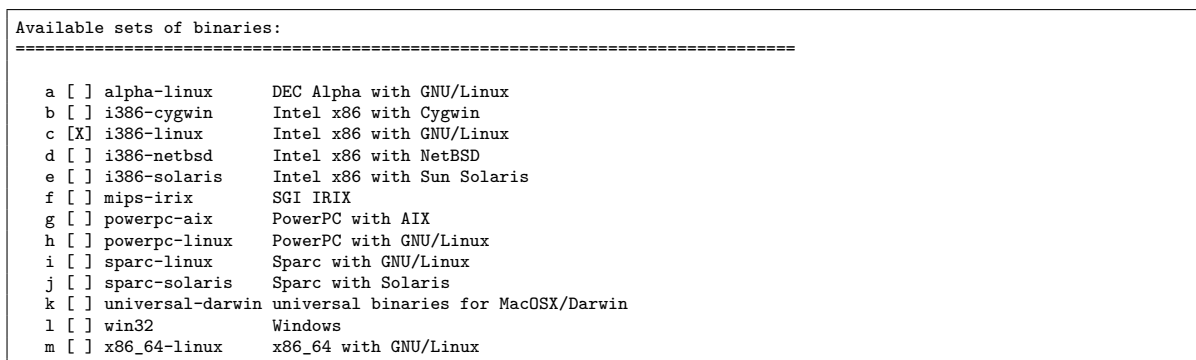 Available sets of binaries:
===============================================================================
a [ ] alpha-linux      DEC Alpha with GNU/Linux
b [ ] i386-cygwin      Intel x86 with Cygwin
c [X] i386-linux       Intel x86 with GNU/Linux
d [ ] i386-netbsd      Intel x86 with NetBSD
e [ ] i386-solaris     Intel x86 with Sun Solaris
f [ ] mips-irix        SGI IRIX
g [ ] powerpc-aix      PowerPC with AIX
h [ ] powerpc-linux    PowerPC with GNU/Linux
i [ ] sparc-linux      Sparc with GNU/Linux
j [ ] sparc-solaris    Sparc with Solaris
k [ ] universal-darwin universal binaries for MacOSX/Darwin
l [ ] win32            Windows
m [ ] x86_64-linux     x86_64 with GNU/Linux